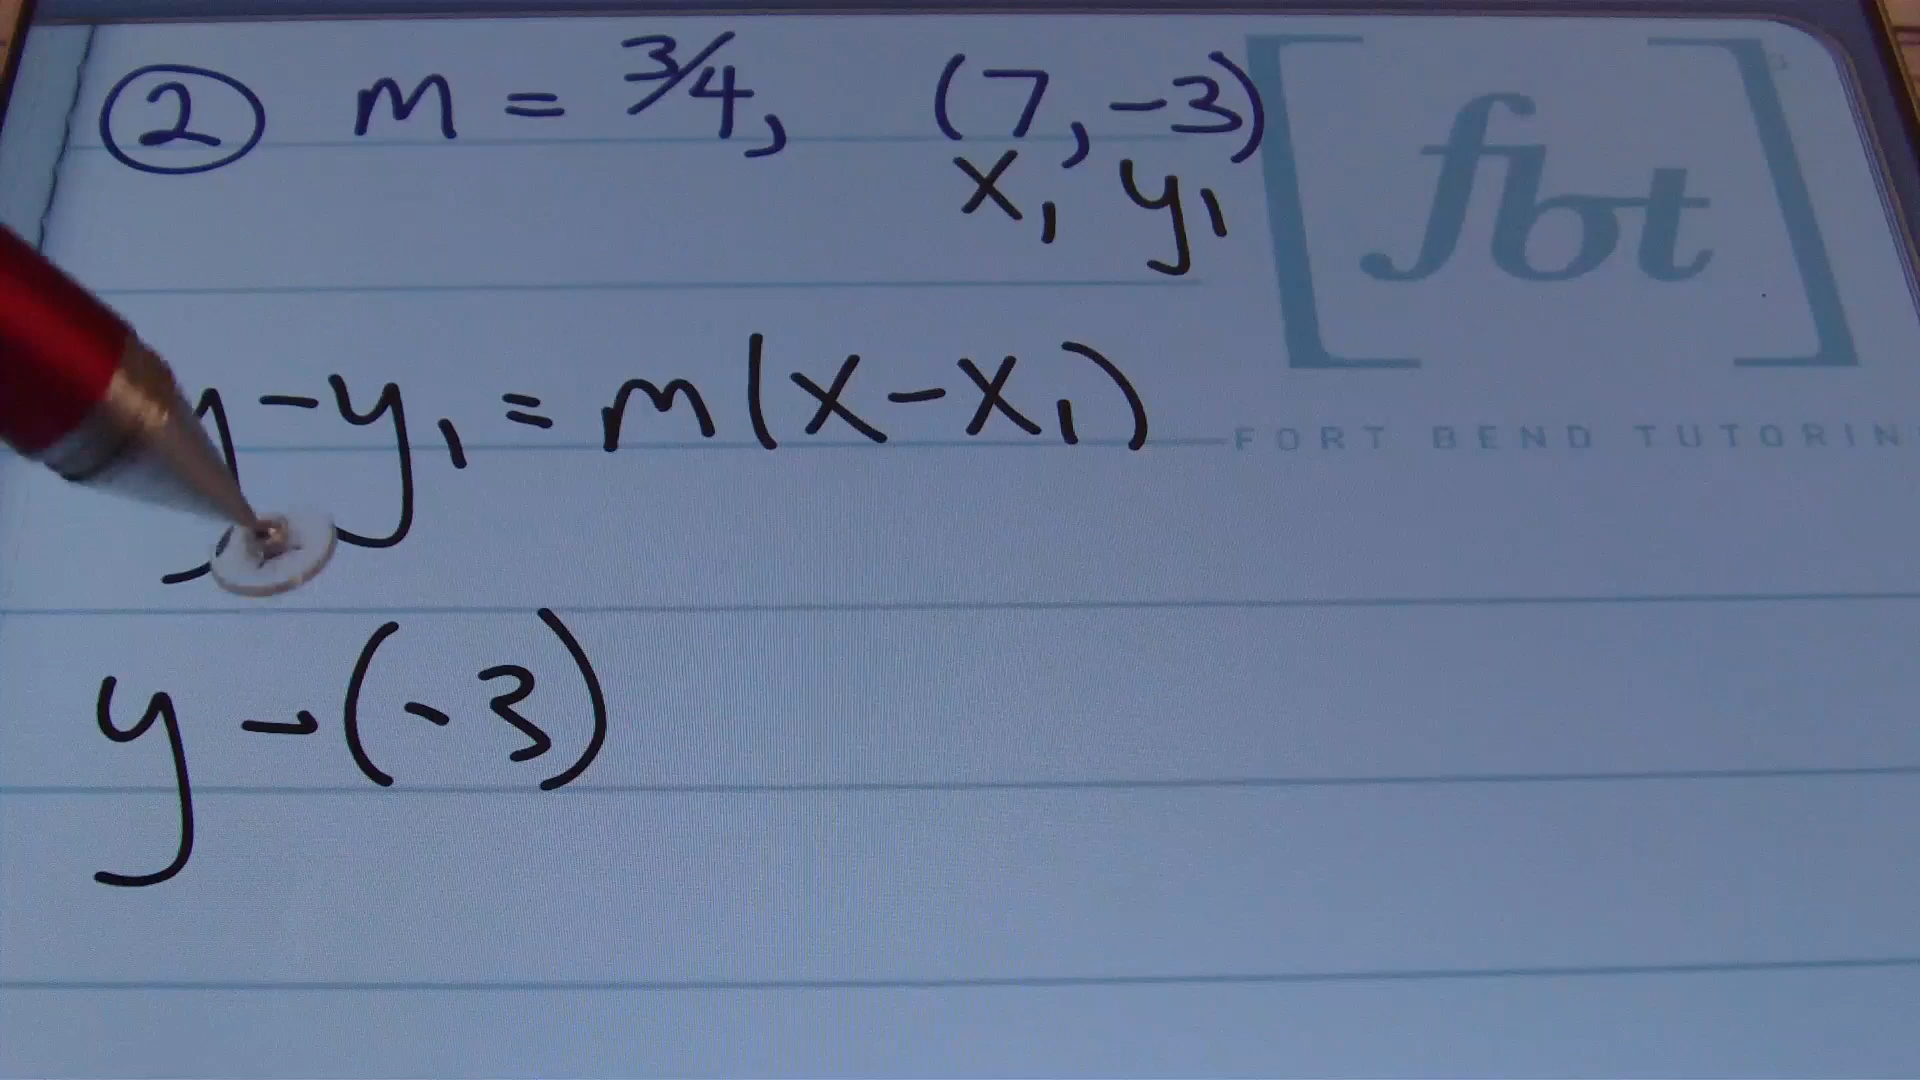 ② m = 3/4, (7, -3)
x₁ y₁
fbt
y - y₁ = m(x - x₁)
FORT BEND TUTORIN
y - (-3)